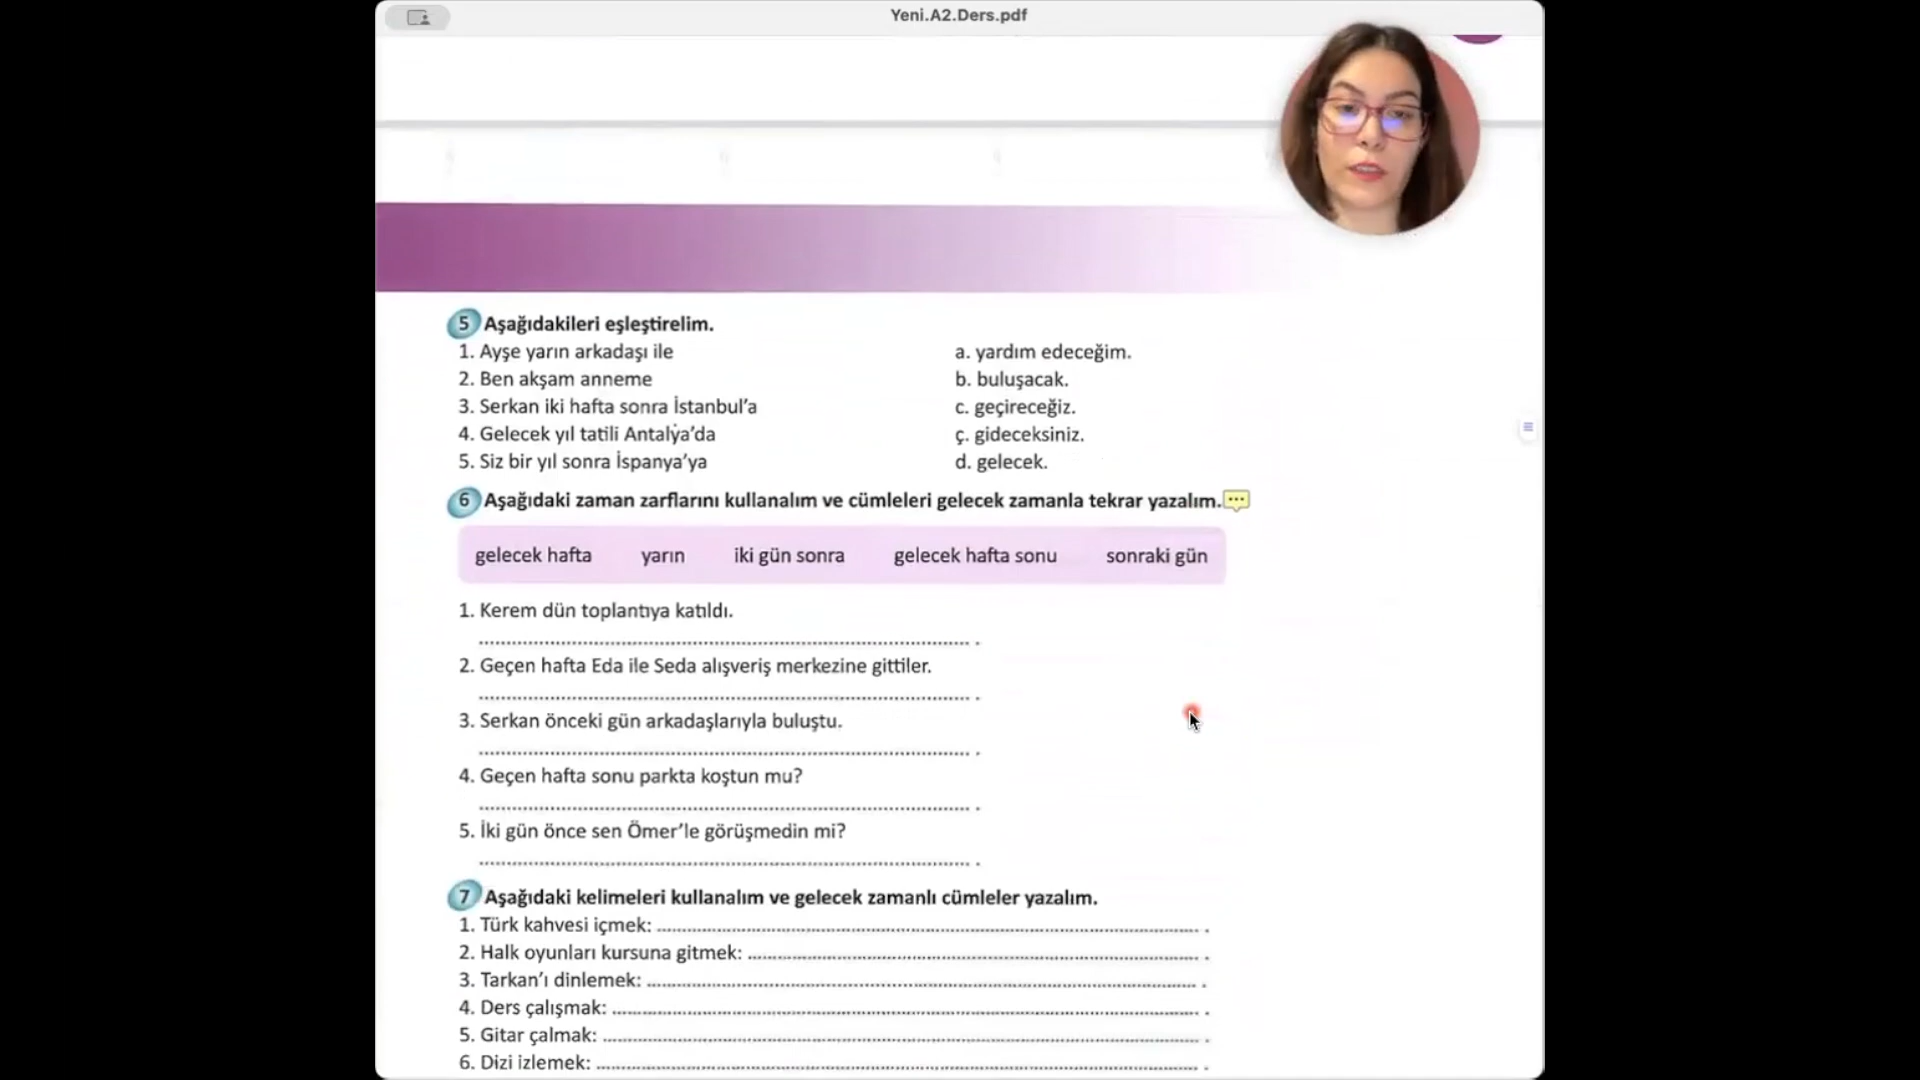 Yeni.A2.Ders.pdf
5 Aşağıdakileri eşleştirelim.
1. Ayşe yarın arkadaşı ile
a. yardım edeceğim.
2. Ben akşam anneme
b. buluşacak.
3. Serkan iki hafta sonra İstanbul'a
c. geçireceğiz.
4. Gelecek yıl tatili Antalya'da
ç. gideceksiniz.
5. Siz bir yıl sonra İspanya'ya
d. gelecek.
6 Aşağıdaki zaman zarflarını kullanalım ve cümleleri gelecek zamanla tekrar yazalım.
gelecek hafta yarın iki gün sonra gelecek hafta sonu sonraki gün
1. Kerem dün toplantıya katıldı.
2. Geçen hafta Eda ile Seda alışveriş merkezine gittiler.
3. Serkan önceki gün arkadaşlarıyla buluştu.
4. Geçen hafta sonu parkta koştun mu?
5. İki gün önce sen Ömer'le görüşmedin mi?
7 Aşağıdaki kelimeleri kullanalım ve gelecek zamanlı cümleler yazalım.
1. Türk kahvesi içmek:
2. Halk oyunları kursuna gitmek:
3. Tarkan'ı dinlemek:
4. Ders çalışmak:
5. Gitar çalmak:
6. Dizi izlemek: